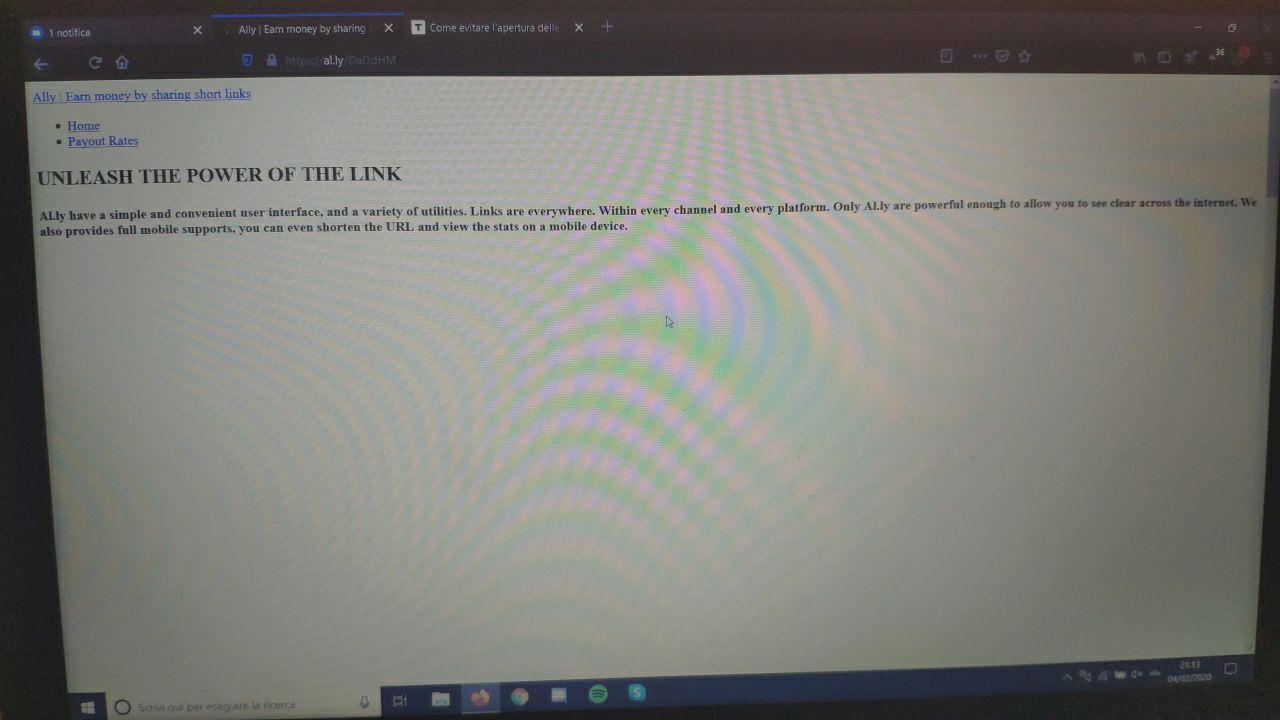 1 notifica
Ally | Earn money by sharing
Come evitare l'apertura delle
https://al.ly/DaDdHM
36
Ally | Earn money by sharing short links
Home
Payout Rates
UNLEASH THE POWER OF THE LINK
Al.ly have a simple and convenient user interface, and a variety of utilities. Links are everywhere. Within every channel and every platform. Only Al.ly are powerful enough to allow you to see clear across the internet. We
also provides full mobile supports, you can even shorten the URL and view the stats on a mobile device.
Scrivi qui per eseguire la ricerca
21:13
04/02/2020